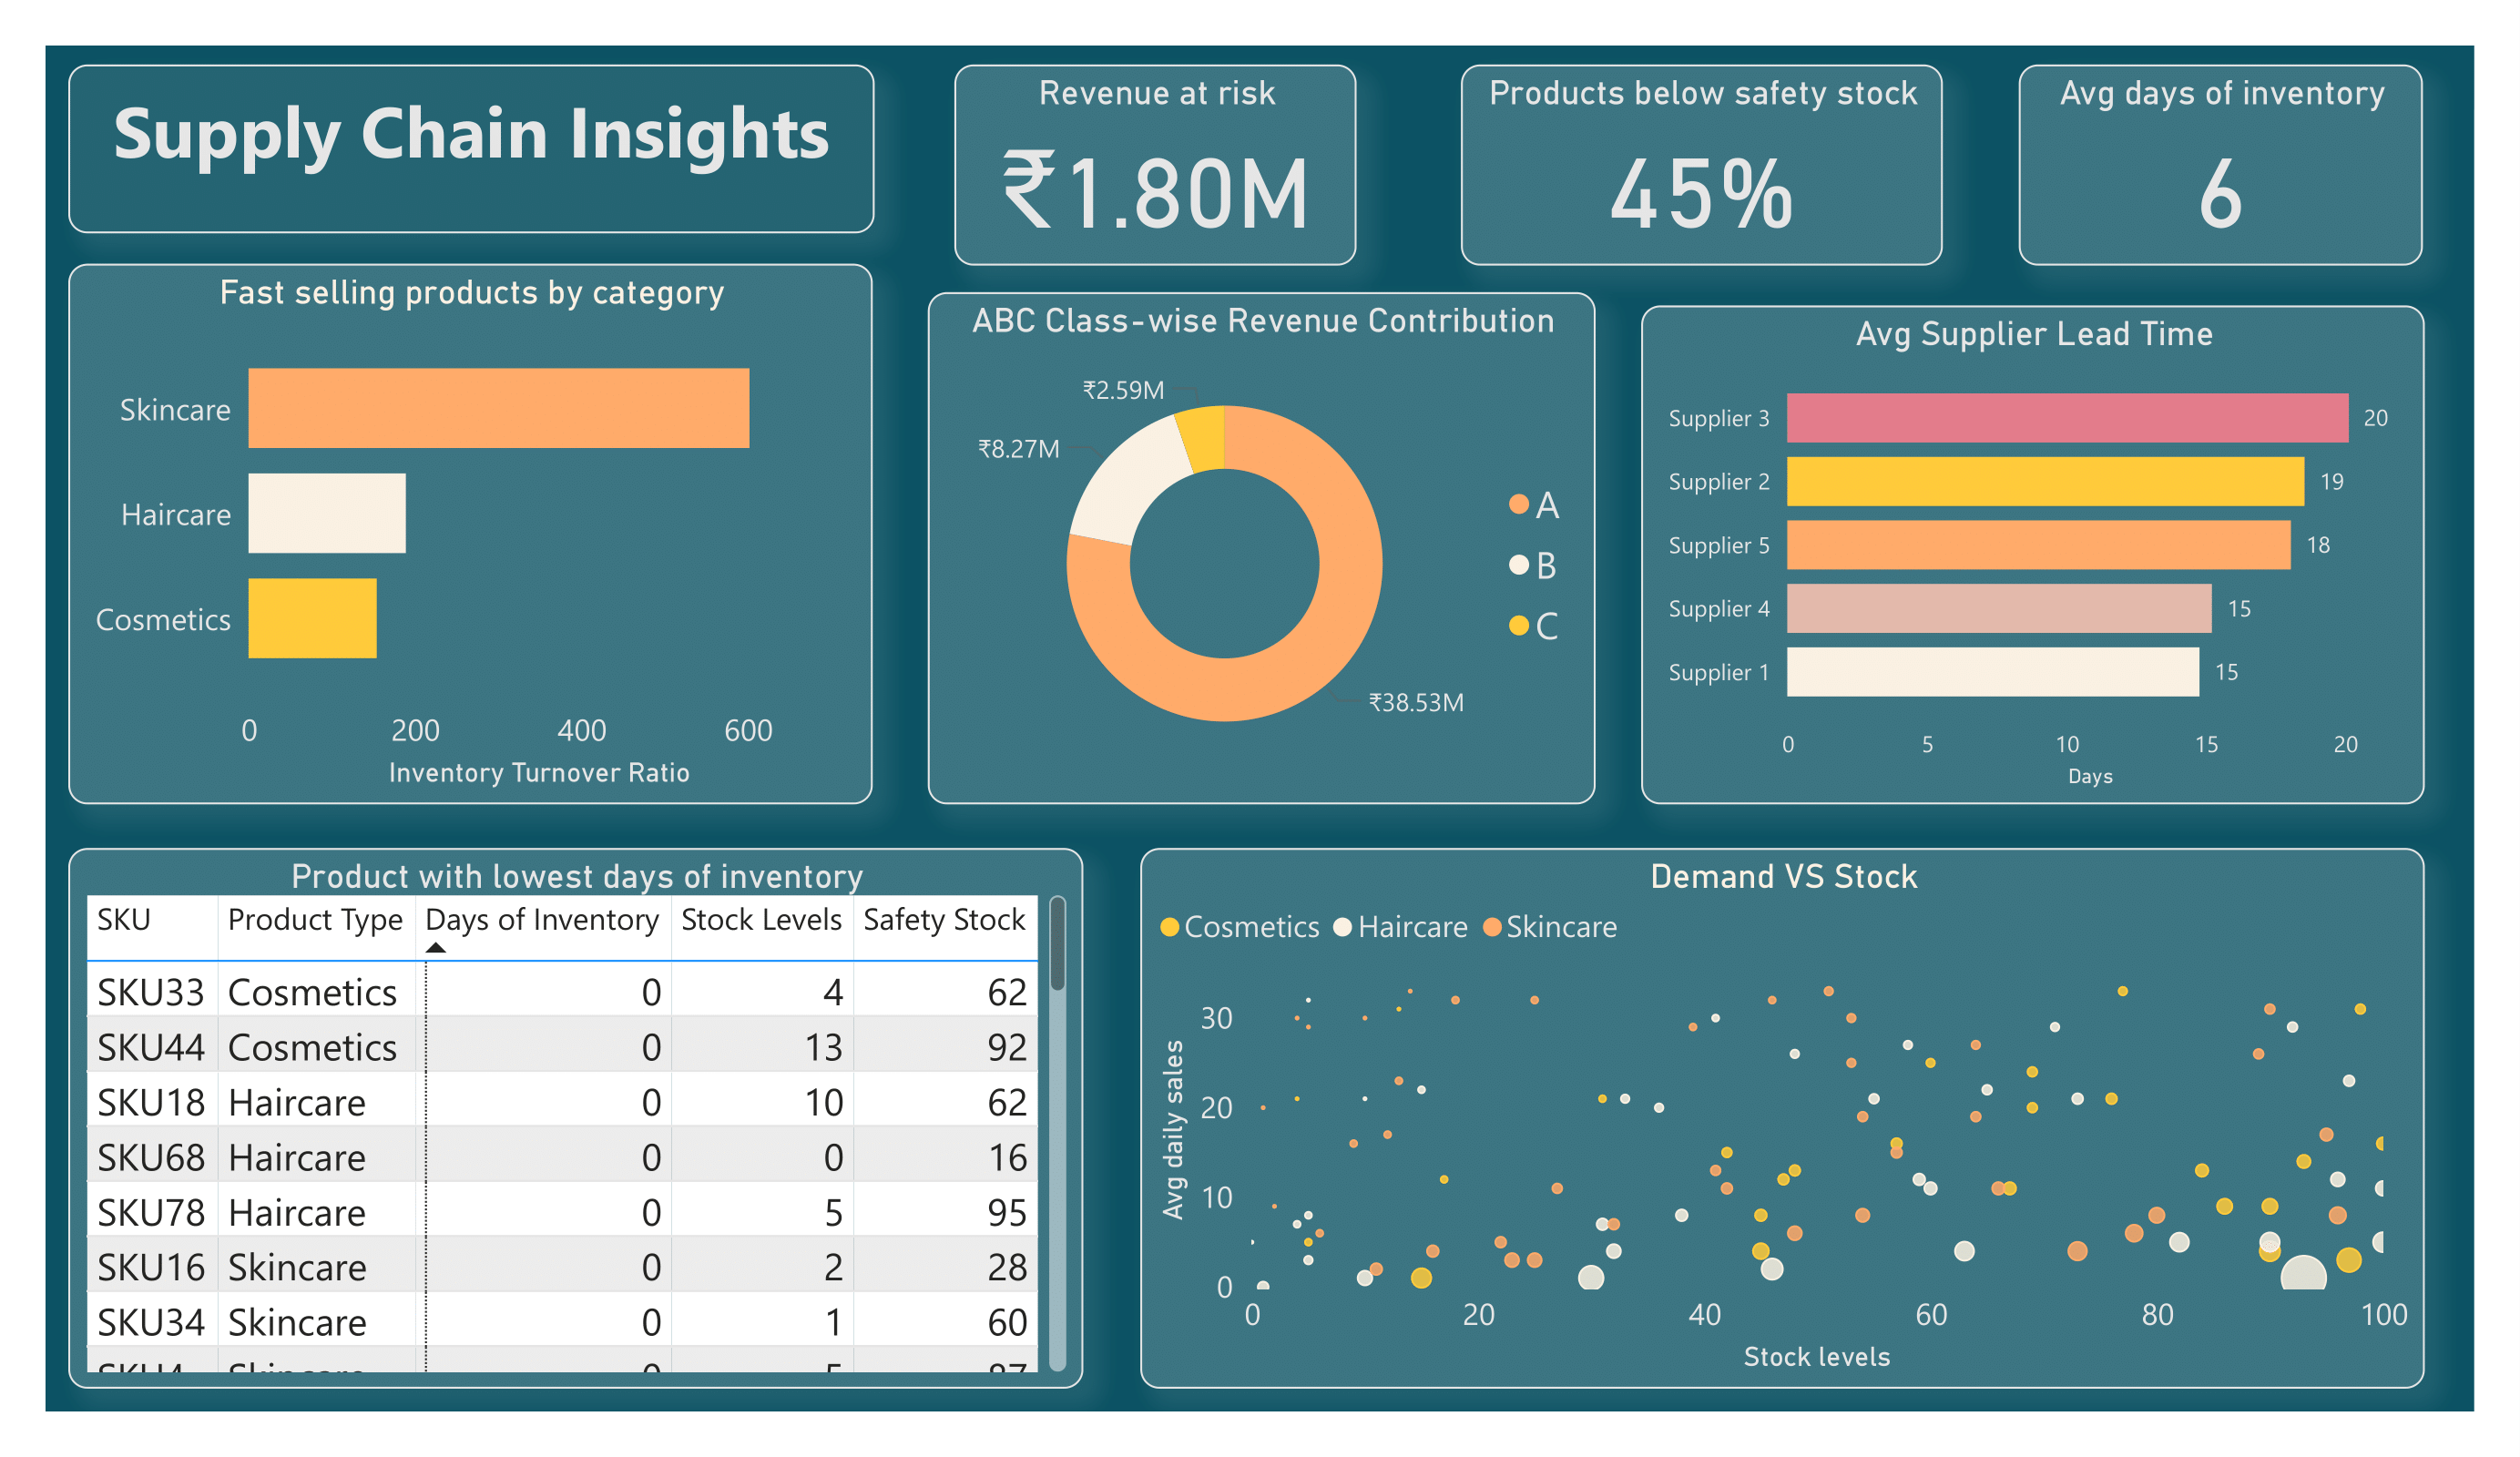 Supply Chain Insights
Revenue at risk
₹1.80M
Products below safety stock
45%
Avg days of inventory
6
Fast selling products by category
Skincare
Haircare
Cosmetics
0 200 400 600
Inventory Turnover Ratio
ABC Class-wise Revenue Contribution
₹2.59M
₹8.27M
₹38.53M
A
B
C
Avg Supplier Lead Time
Supplier 3 20
Supplier 2 19
Supplier 5 18
Supplier 4 15
Supplier 1 15
0 5 10 15 20
Days
Product with lowest days of inventory
SKU Product Type Days of Inventory Stock Levels Safety Stock
SKU33 Cosmetics 0 4 62
SKU44 Cosmetics 0 13 92
SKU18 Haircare 0 10 62
SKU68 Haircare 0 0 16
SKU78 Haircare 0 5 95
SKU16 Skincare 0 2 28
SKU34 Skincare 0 1 60
Demand VS Stock
Cosmetics Haircare Skincare
Avg daily sales
30
20
10
0
0 20 40 60 80 100
Stock levels